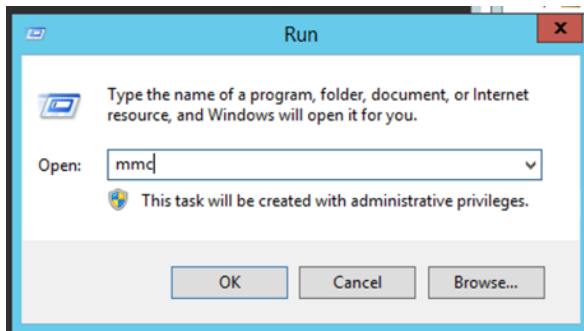 Run
x
Type the name of a program, folder, document, or Internet
resource, and Windows will open it for you.
Open: mmc
This task will be created with administrative privileges.
OK Cancel Browse...